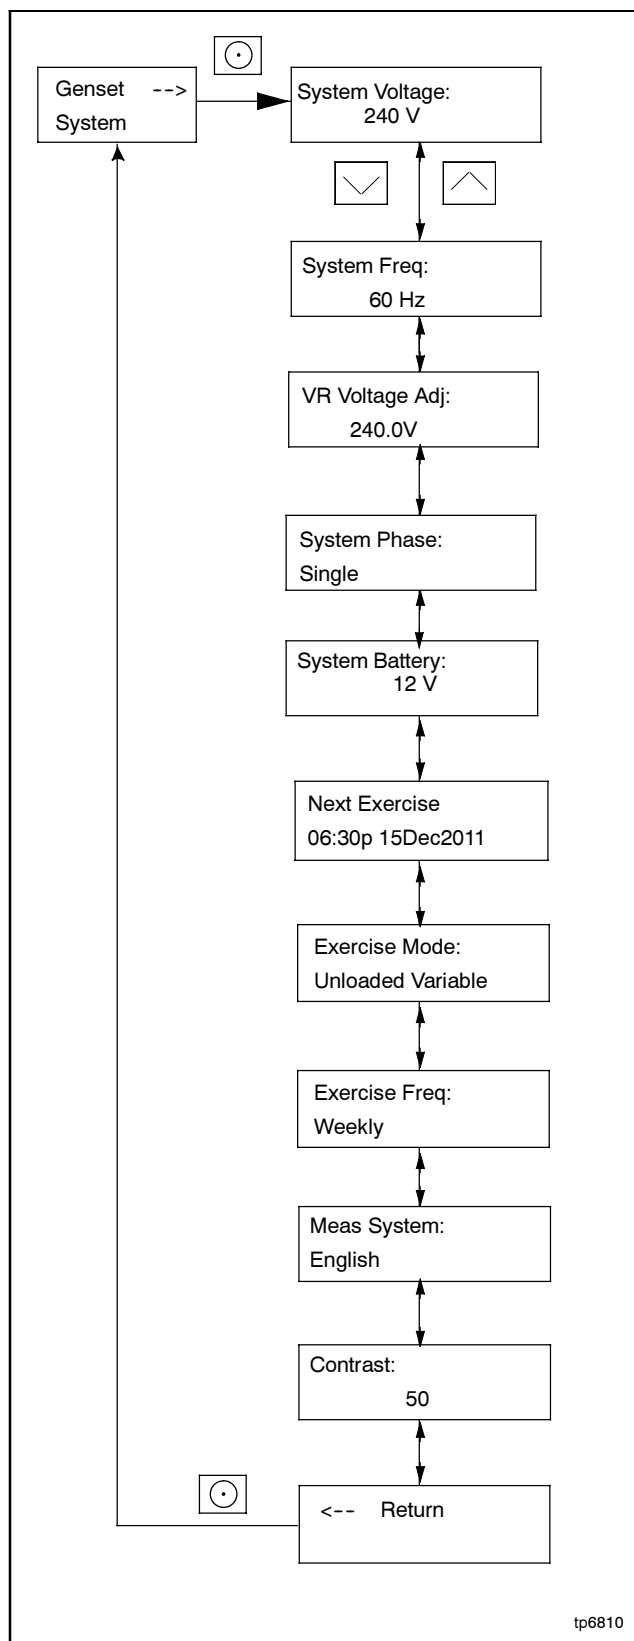 Genset -->
System
System Voltage:
240 V
System Freq:
60 Hz
VR Voltage Adj:
240.0V
System Phase:
Single
System Battery:
12 V
Next Exercise
06:30p 15Dec2011
Exercise Mode:
Unloaded Variable
Exercise Freq:
Weekly
Meas System:
English
Contrast:
50
<-- Return
tp6810